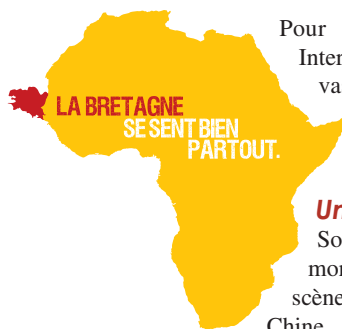 Pour
Inter
va
LA BRETAGNE
SE SENT BIEN
PARTOUT.
Un
So
mon
scène
Chine